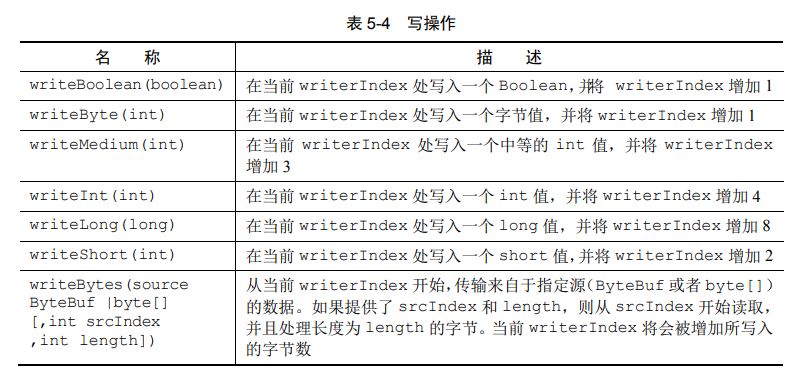 表 5-4 写操作
名 称 描 述
writeBoolean(boolean) 在当前 writerIndex 处写入一个 Boolean，并将 writerIndex 增加 1
writeByte(int) 在当前 writerIndex 处写入一个字节值，并将 writerIndex 增加 1
writeMedium(int) 在当前 writerIndex 处写入一个中等的 int 值，并将 writerIndex
增加 3
writeInt(int) 在当前 writerIndex 处写入一个 int 值，并将 writerIndex 增加 4
writeLong(long) 在当前 writerIndex 处写入一个 long 值，并将 writerIndex 增加 8
writeShort(int) 在当前 writerIndex 处写入一个 short 值，并将 writerIndex 增加 2
writeBytes(source
ByteBuf |byte[]
[,int srcIndex
,int length])
从当前 writerIndex 开始，传输来自于指定源（ByteBuf 或者 byte[]）
的数据。如果提供了 srcIndex 和 length，则从 srcIndex 开始读取，
并且处理长度为 length 的字节。当前 writerIndex 将会被增加所写入
的字节数